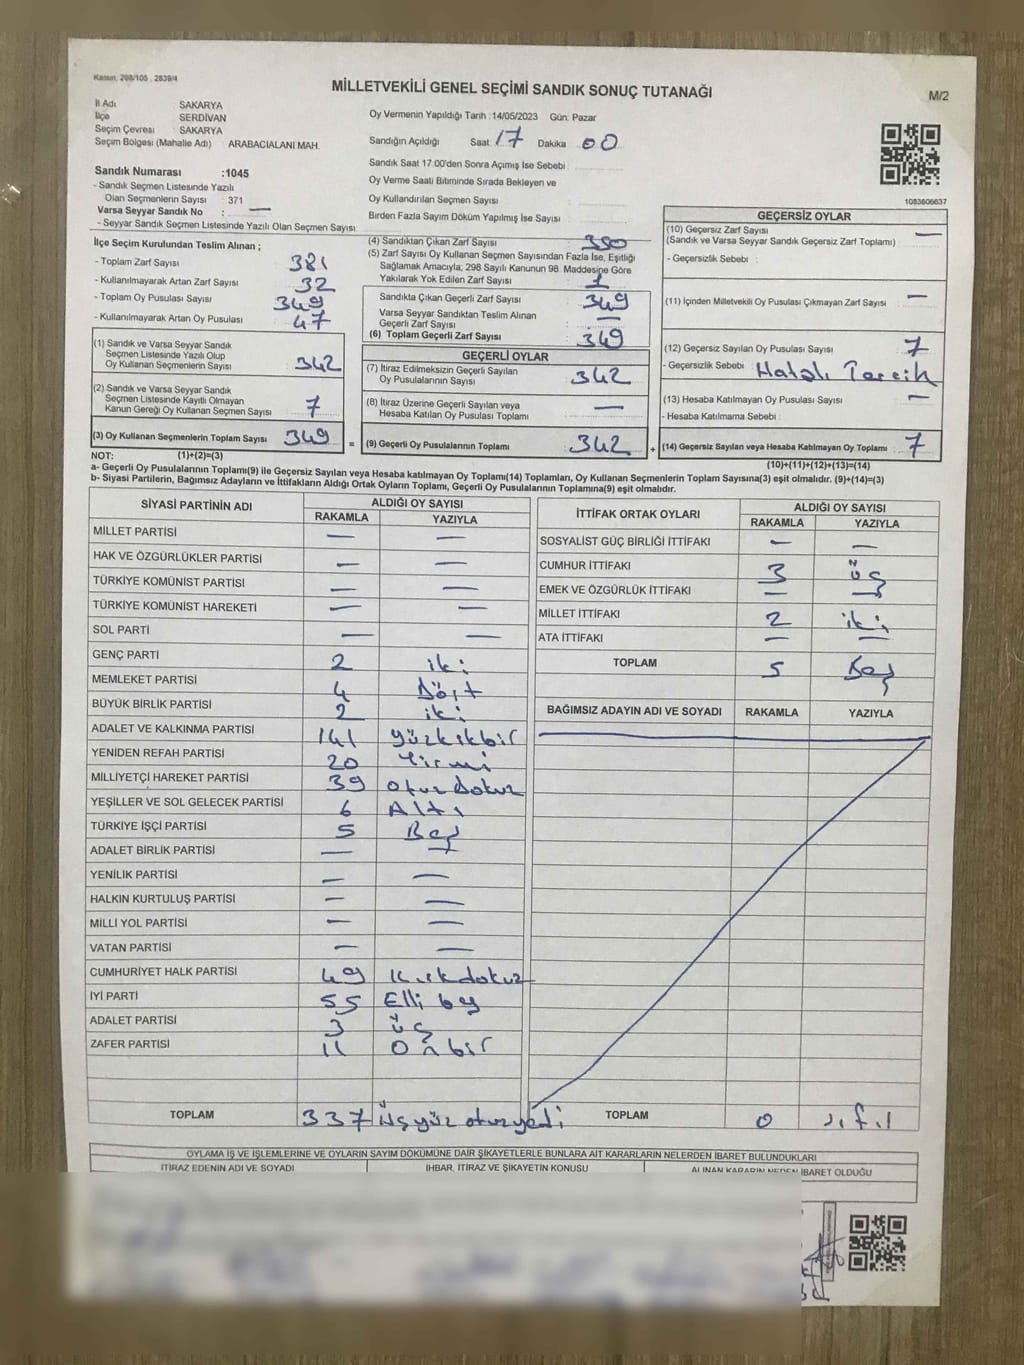 Kanun, 298/105 , 2839/4
MİLLETVEKİLİ GENEL SEÇİMİ SANDIK SONUÇ TUTANAĞI
M/2
İl Adı SAKARYA
İlçe SERDİVAN
Seçim Çevresi SAKARYA
Seçim Bölgesi (Mahalle Adı) ARABACIALANI MAH.
Sandık Numarası :1045
- Sandık Seçmen Listesinde Yazılı
Olan Seçmenlerin Sayısı 371
Varsa Seyyar Sandık No : —
- Seyyar Sandık Seçmen Listesinde Yazılı Olan Seçmen Sayısı
Oy Vermenin Yapıldığı Tarih :14/05/2023 Gün: Pazar
Sandığın Açıldığı Saat 17 Dakika 00
Sandık Saat 17.00'den Sonra Açımış İse Sebebi
Oy Verme Saati Bitiminde Sırada Bekleyen ve
Oy Kullandırılan Seçmen Sayısı
Birden Fazla Sayım Döküm Yapılmış İse Sayısı
1083606637
İlçe Seçim Kurulundan Teslim Alınan ;
- Toplam Zarf Sayısı 381
- Kullanılmayarak Artan Zarf Sayısı 32
- Toplam Oy Pusulası Sayısı 349
- Kullanılmayarak Artan Oy Pusulası 47
(1) Sandık ve Varsa Seyyar Sandık
Seçmen Listesinde Yazılı Olup
Oy Kullanan Seçmenlerin Sayısı 342
(2) Sandık ve Varsa Seyyar Sandık
Seçmen Listesinde Kayıtlı Olmayan
Kanun Gereği Oy Kullanan Seçmen Sayısı 7
(3) Oy Kullanan Seçmenlerin Toplam Sayısı 349 =
(4) Sandıktan Çıkan Zarf Sayısı 350
(5) Zarf Sayısı Oy Kullanan Seçmen Sayısından Fazla İse, Eşitliği
Sağlamak Amacıyla; 298 Sayılı Kanunun 98. Maddesine Göre
Yakılarak Yok Edilen Zarf Sayısı 1
Sandıkta Çıkan Geçerli Zarf Sayısı 349
Varsa Seyyar Sandıktan Teslim Alınan
Geçerli Zarf Sayısı —
(6) Toplam Geçerli Zarf Sayısı 349
GEÇERLİ OYLAR
(7) İtiraz Edilmeksizin Geçerli Sayılan
Oy Pusulalarının Sayısı 342
(8) İtiraz Üzerine Geçerli Sayılan veya
Hesaba Katılan Oy Pusulası Toplamı —
(9) Geçerli Oy Pusulalarının Toplamı 342 +
GEÇERSİZ OYLAR
(10) Geçersiz Zarf Sayısı —
(Sandık ve Varsa Seyyar Sandık Geçersiz Zarf Toplamı)
- Geçersizlik Sebebi :
(11) İçinden Milletvekili Oy Pusulası Çıkmayan Zarf Sayısı —
(12) Geçersiz Sayılan Oy Pusulası Sayısı 7
- Geçersizlik Sebebi : Hatalı Tercih
(13) Hesaba Katılmayan Oy Pusulası Sayısı —
- Hesaba Katılmama Sebebi :
(14) Geçersiz Sayılan veya Hesaba Katılmayan Oy Toplamı 7
NOT: (1)+(2)=(3)
(10)+(11)+(12)+(13)=(14)
a- Geçerli Oy Pusulalarının Toplamı(9) ile Geçersiz Sayılan veya Hesaba katılmayan Oy Toplam(14) Toplamları, Oy Kullanan Seçmenlerin Toplam Sayısına(3) eşit olmalıdır. (9)+(14)=(3)
b- Siyasi Partilerin, Bağımsız Adayların ve İttifakların Aldığı Ortak Oyların Toplamı, Geçerli Oy Pusulalarının Toplamına(9) eşit olmalıdır.
SİYASİ PARTİNİN ADI ALDIĞI OY SAYISI
RAKAMLA YAZIYLA
MİLLET PARTİSİ — —
HAK VE ÖZGÜRLÜKLER PARTİSİ — —
TÜRKİYE KOMÜNİST PARTİSİ — —
TÜRKİYE KOMÜNİST HAREKETİ — —
SOL PARTİ — —
GENÇ PARTİ 2 iki
MEMLEKET PARTİSİ 4 Dört
BÜYÜK BİRLİK PARTİSİ 2 iki
ADALET VE KALKINMA PARTİSİ 141 yüzkıkbir
YENİDEN REFAH PARTİSİ 20 Yirmi
MİLLİYETÇİ HAREKET PARTİSİ 39 otuz dokuz
YEŞİLLER VE SOL GELECEK PARTİSİ 6 Altı
TÜRKİYE İŞÇİ PARTİSİ 5 Beş
ADALET BİRLİK PARTİSİ — —
YENİLİK PARTİSİ — —
HALKIN KURTULUŞ PARTİSİ — —
MİLLİ YOL PARTİSİ — —
VATAN PARTİSİ — —
CUMHURİYET HALK PARTİSİ 49 Kırkdokuz
İYİ PARTİ 55 Elli beş
ADALET PARTİSİ 3 üç
ZAFER PARTİSİ 11 Onbir
TOPLAM 337 üçyüz otuzyedi
İTTİFAK ORTAK OYLARI ALDIĞI OY SAYISI
RAKAMLA YAZIYLA
SOSYALİST GÜÇ BİRLİĞİ İTTİFAKI — —
CUMHUR İTTİFAKI 3 üç
EMEK VE ÖZGÜRLÜK İTTİFAKI — —
MİLLET İTTİFAKI 2 iki
ATA İTTİFAKI — —
TOPLAM 5 Beş
BAĞIMSIZ ADAYIN ADI VE SOYADI RAKAMLA YAZIYLA
TOPLAM 0 sıfıl
OYLAMA İŞ VE İŞLEMLERİNE VE OYLARIN SAYIM DÖKÜMÜNE DAİR ŞİKAYETLERLE BUNLARA AİT KARARLARIN NELERDEN İBARET BULUNDUKLARI
İTİRAZ EDENİN ADI VE SOYADI İHBAR, İTİRAZ VE ŞİKAYETİN KONUSU ALINAN KARARIN NEDEN İBARET OLDUĞU